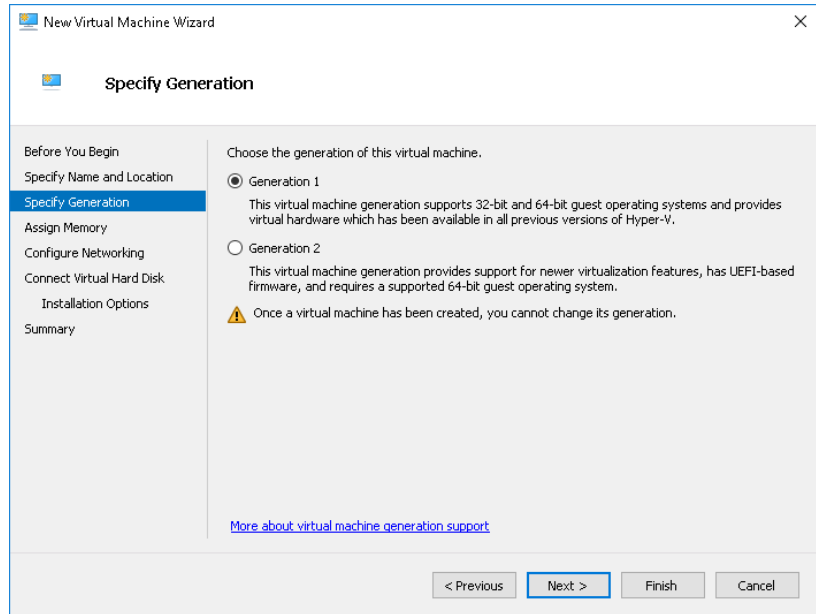 New Virtual Machine Wizard
Specify Generation
Before You Begin
Specify Name and Location
Specify Generation
Assign Memory
Configure Networking
Connect Virtual Hard Disk
Installation Options
Summary
Choose the generation of this virtual machine.
Generation 1
This virtual machine generation supports 32-bit and 64-bit guest operating systems and provides
virtual hardware which has been available in all previous versions of Hyper-V.
Generation 2
This virtual machine generation provides support for newer virtualization features, has UEFI-based
firmware, and requires a supported 64-bit guest operating system.
Once a virtual machine has been created, you cannot change its generation.
More about virtual machine generation support
< Previous
Next >
Finish
Cancel